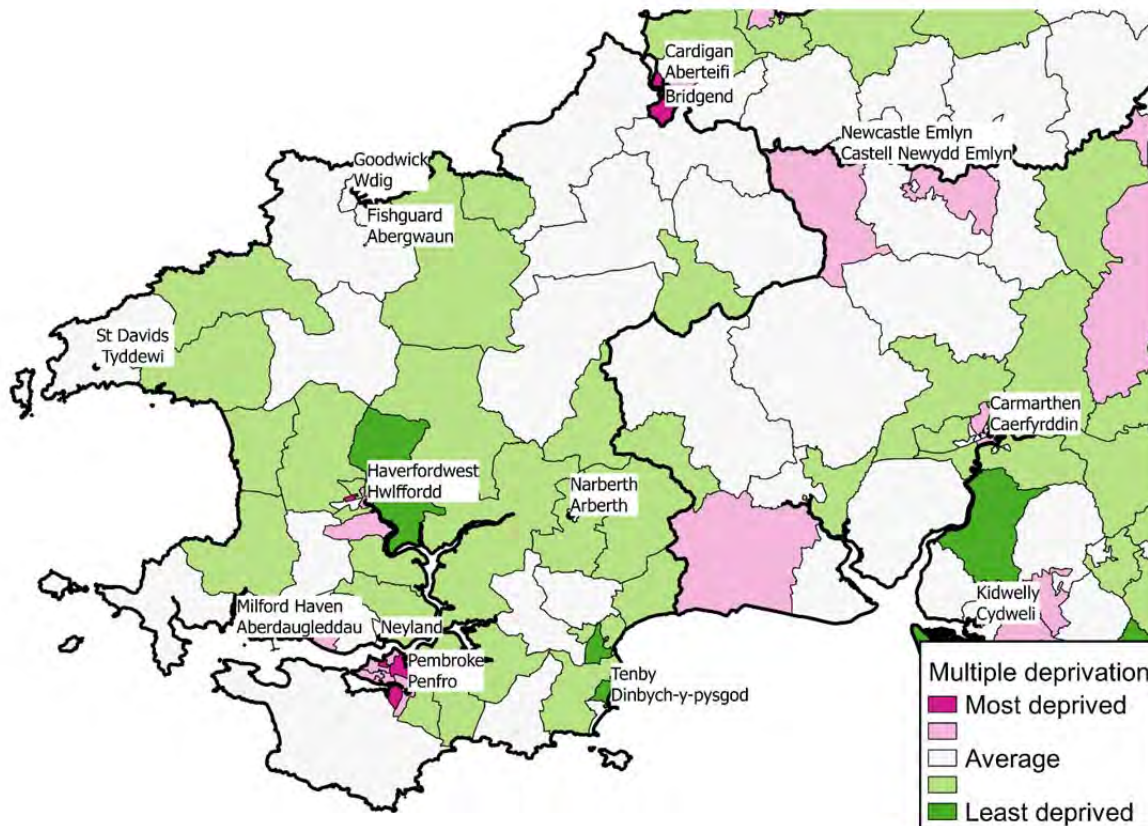 Cardigan
Aberteifi
Bridgend
Newcastle Emlyn
Castell Newydd Emlyn
Goodwick
Wdig
Fishguard
Abergwaun
St Davids
Tyddewi
Carmarthen
Caerfyrddin
Haverfordwest
Hwlffordd
Narberth
Arberth
Milford Haven
Aberdaugleddau
Neyland
Pembroke
Penfro
Tenby
Dinbych-y-pysgod
Kidwelly
Cydweli
Multiple deprivation
Most deprived
Average
Least deprived